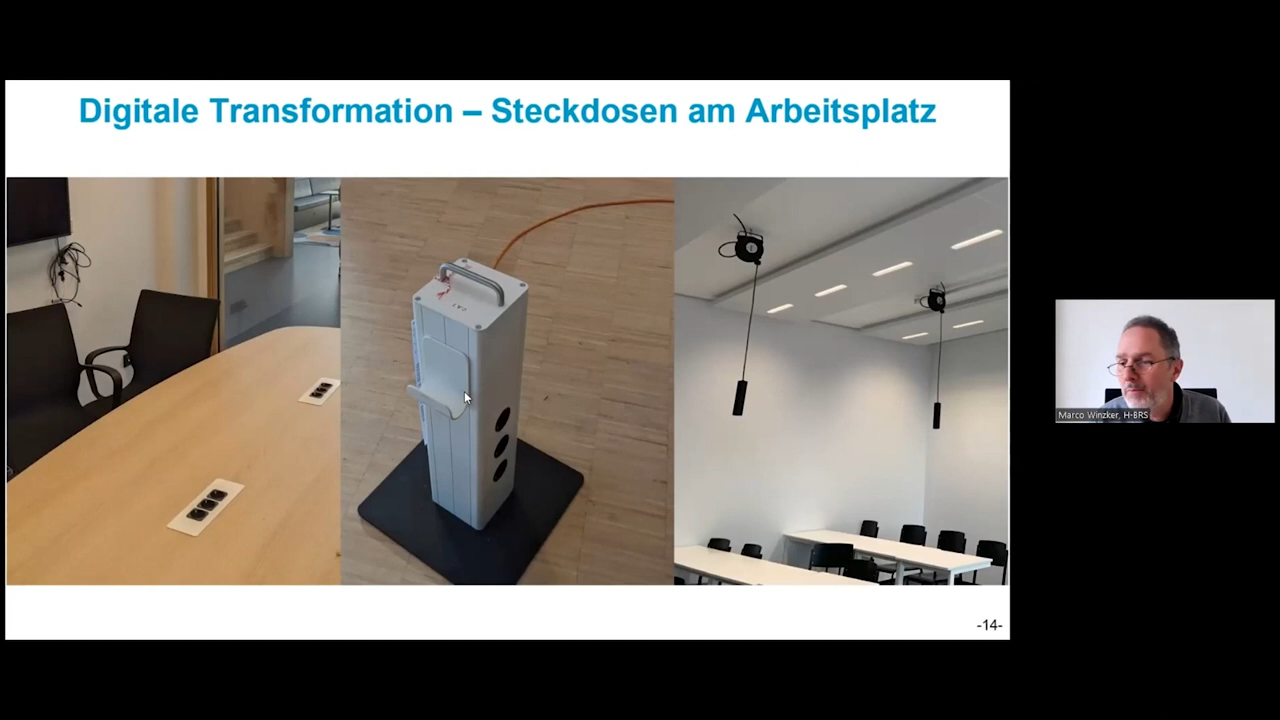 Digitale Transformation – Steckdosen am Arbeitsplatz
Marco Winzker, H-BRS
-14-